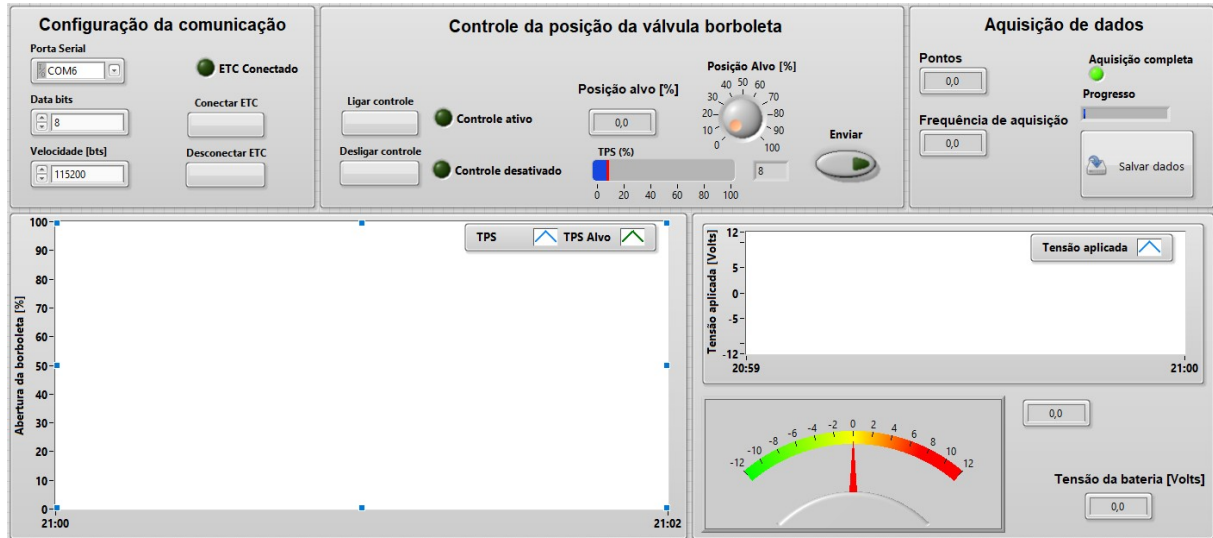 Configuração da comunicação
Porta Serial
COM6
ETC Conectado
Data bits
8
Conectar ETC
Velocidade [bts]
115200
Desconectar ETC
Controle da posição da válvula borboleta
Ligar controle
Controle ativo
Desligar controle
Controle desativado
Posição alvo [%]
0,0
Posição Alvo [%]
0 10 20 30 40 50 60 70 80 90 100
TPS (%)
0 20 40 60 80 100
8
Enviar
Aquisição de dados
Pontos
0,0
Frequência de aquisição
0,0
Aquisição completa
Progresso
Salvar dados
Abertura da borboleta [%]
100
90
80
70
60
50
40
30
20
10
0
21:00 21:02
TPS TPS Alvo
Tensão aplicada [Volts]
12
5
0
-5
-12
20:59 21:00
Tensão aplicada
-12 -10 -8 -6 -4 -2 0 2 4 6 8 10 12
0,0
Tensão da bateria [Volts]
0,0